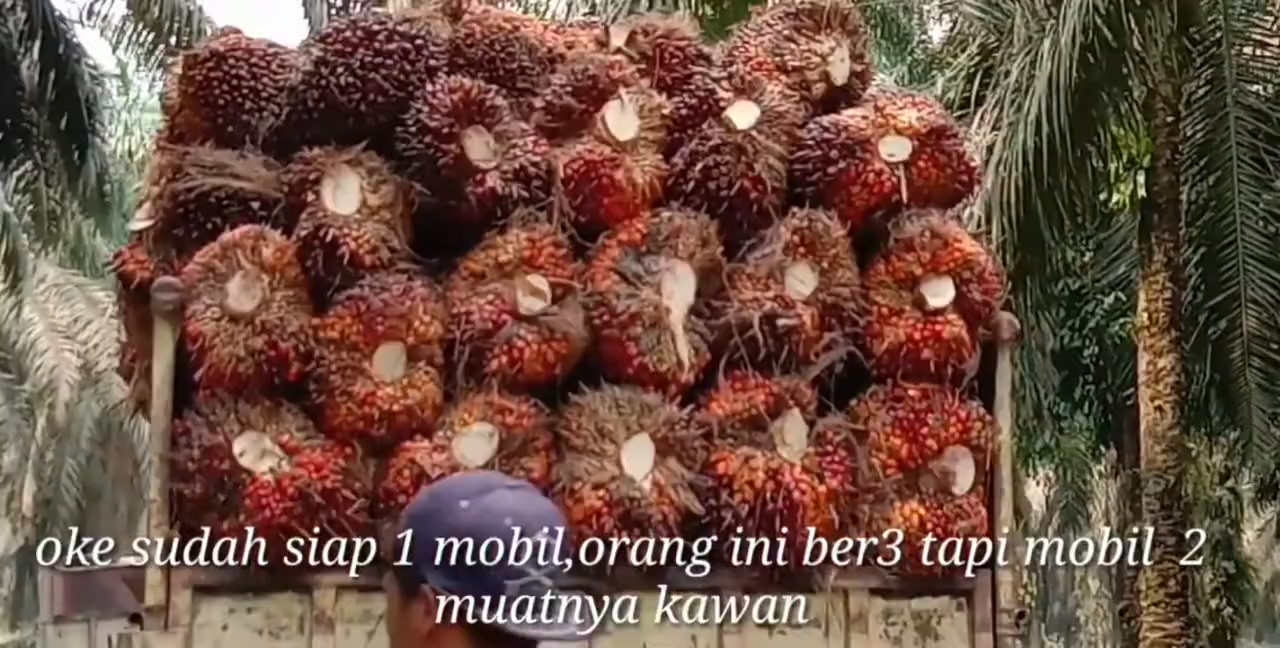 oke sudah siap 1 mobil,orang ini ber3 tapi mobil 2
muatnya kawan